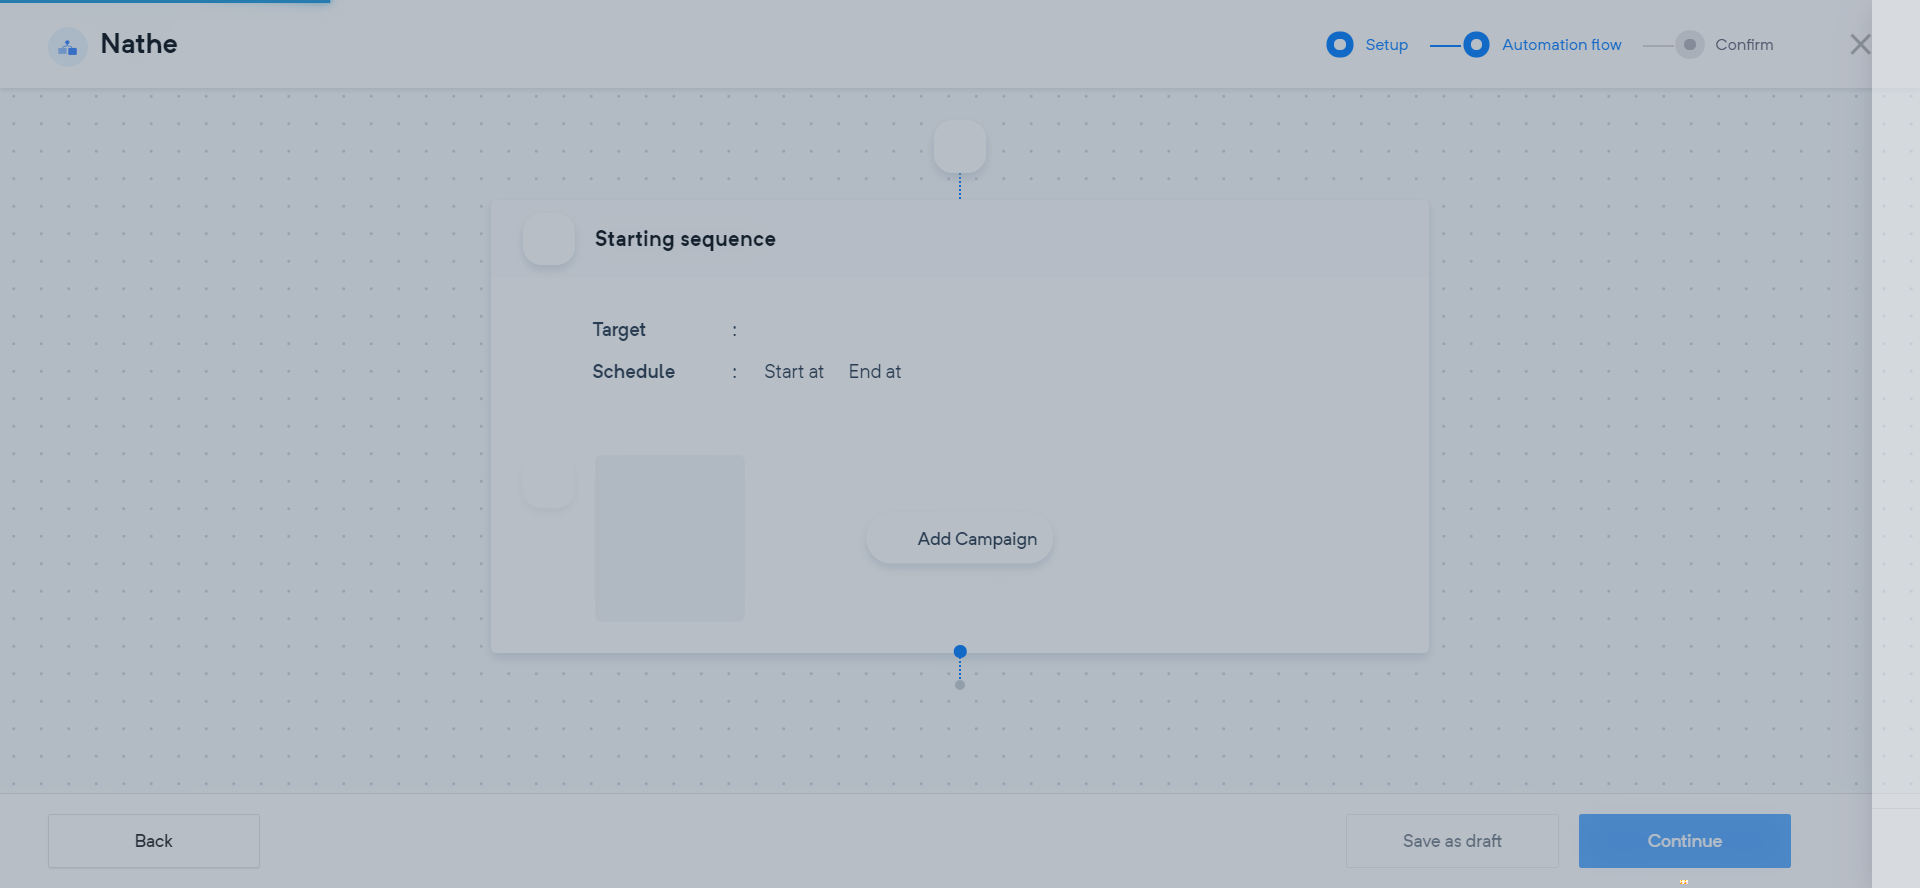 Nathe
Setup
Automation flow
Confirm
Starting sequence
Target :
Schedule : Start at End at
Add Campaign
Back
Save as draft
Continue